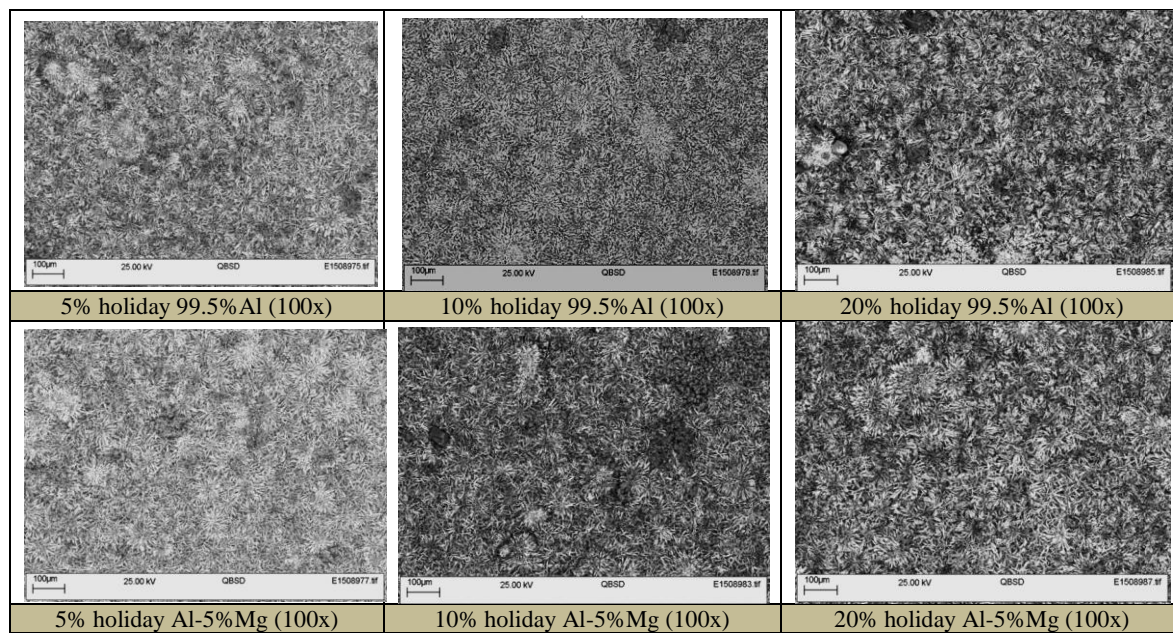 100µm 25.00 kV QBSD E1508975.tif
100µm 25.00 kV QBSD E1508979.tif
100µm 25.00 kV QBSD E1508985.tif
5% holiday 99.5%Al (100x)
10% holiday 99.5%Al (100x)
20% holiday 99.5%Al (100x)
100µm 25.00 kV QBSD E1508977.tif
100µm 25.00 kV QBSD E1508983.tif
100µm 25.00 kV QBSD E1508987.tif
5% holiday Al-5%Mg (100x)
10% holiday Al-5%Mg (100x)
20% holiday Al-5%Mg (100x)